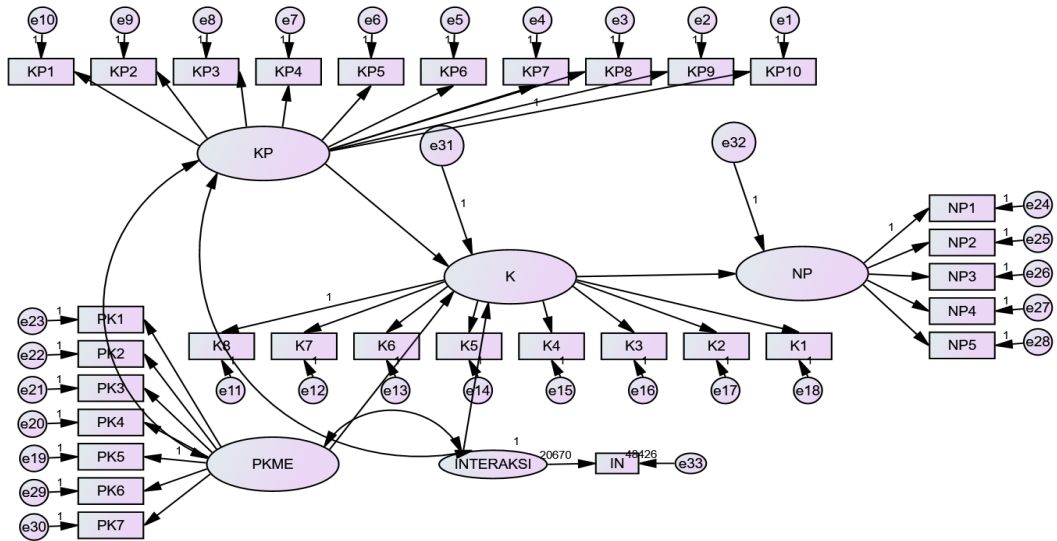 e10 e9 e8 e7 e6 e5 e4 e3 e2 e1
1 1 1 1 1 1 1 1 1 1
KP1 KP2 KP3 KP4 KP5 KP6 KP7 KP8 KP9 KP10
1
KP e31 e32
1 1
NP1 1 e24
1
NP2 1 e25
K NP
NP3 1 e26
1
NP4 1 e27
e23 1 PK1
NP5 1 e28
K8 K7 K6 K5 K4 K3 K2 K1
e22 1 PK2
1 1 1 1 1 1 1 1
e21 1 PK3
e11 e12 e13 e14 e15 e16 e17 e18
e20 1 PK4
1
e19 1 PK5 1
PKME INTERAKSI 20670 IN 48426 e33
e29 1 PK6
e30 1 PK7